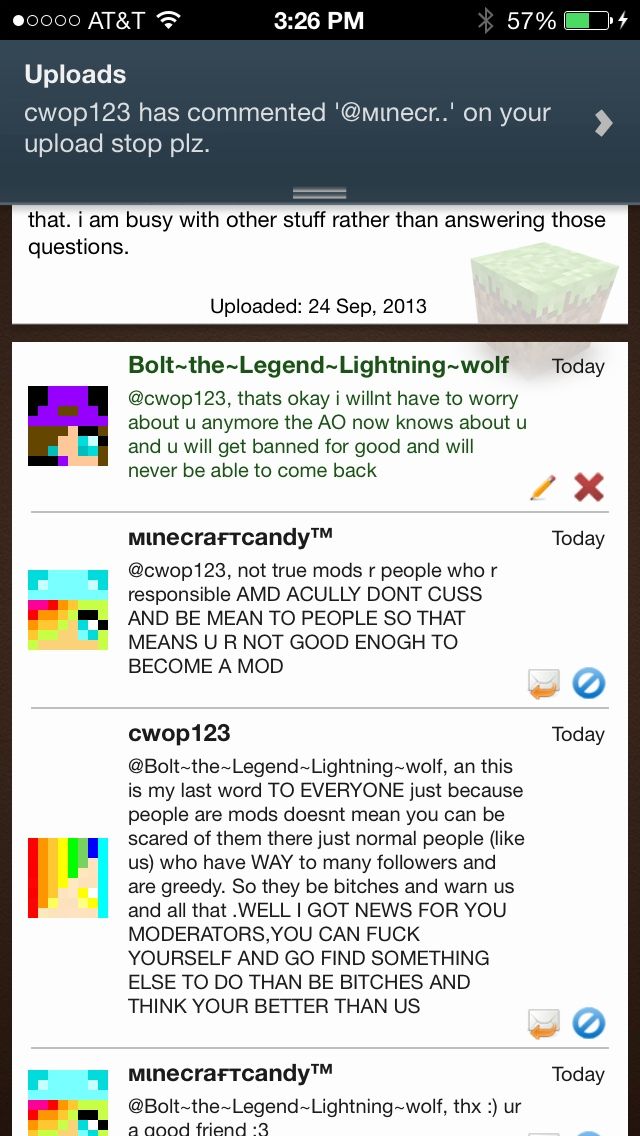 AT&T 3:26 PM 57%
Uploads
cwop123 has commented '@мιnecr..' on your
upload stop plz.
that. i am busy with other stuff rather than answering those
questions.
Uploaded: 24 Sep, 2013
Bolt~the~Legend~Lightning~wolf Today
@cwop123, thats okay i willnt have to worry
about u anymore the AO now knows about u
and u will get banned for good and will
never be able to come back
мιnecraғтcandy™ Today
@cwop123, not true mods r people who r
responsible AMD ACULLY DONT CUSS
AND BE MEAN TO PEOPLE SO THAT
MEANS U R NOT GOOD ENOGH TO
BECOME A MOD
cwop123 Today
@Bolt~the~Legend~Lightning~wolf, an this
is my last word TO EVERYONE just because
people are mods doesnt mean you can be
scared of them there just normal people (like
us) who have WAY to many followers and
are greedy. So they be bitches and warn us
and all that .WELL I GOT NEWS FOR YOU
MODERATORS,YOU CAN FUCK
YOURSELF AND GO FIND SOMETHING
ELSE TO DO THAN BE BITCHES AND
THINK YOUR BETTER THAN US
мιnecraғтcandy™ Today
@Bolt~the~Legend~Lightning~wolf, thx :) ur
a good friend :3